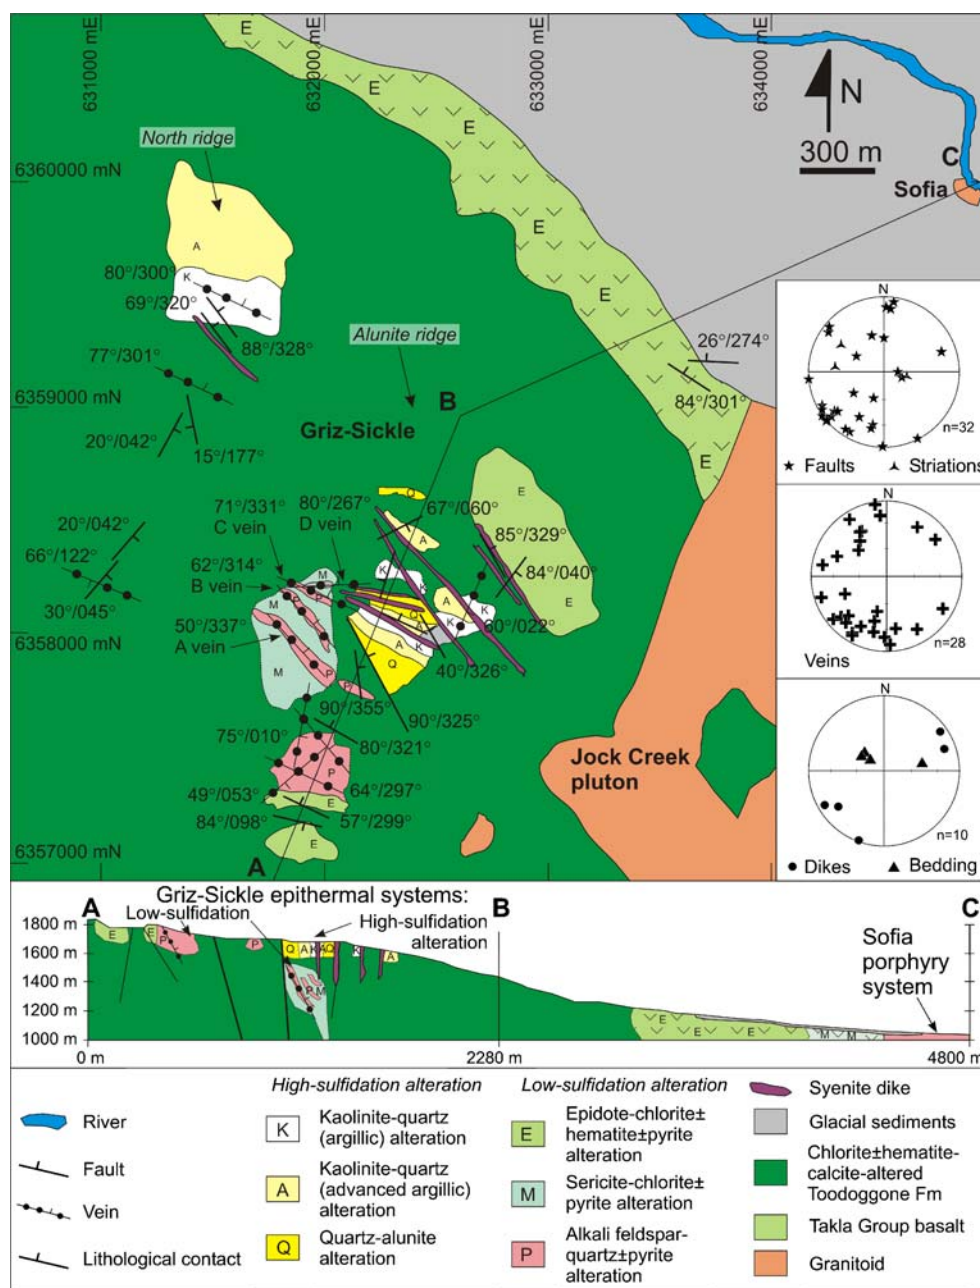 631000 mE
632000 mE
633000 mE
634000 mE
E
E
N
300 m
C
Sofia
North ridge
6360000 mN
E
E
A
K
80°/300°
69°/320°
88°/328°
77°/301°
Alunite ridge
E
26°/274°
84°/301°
6359000 mN
B
Griz-Sickle
20°/042°
15°/177°
E
N
n=32
Faults
Striations
71°/331°
C vein
80°/267°
D vein
Q
67°/060°
A
E
85°/329°
84°/040°
20°/042°
66°/122°
30°/045°
62°/314°
B vein
M
P
P
M
K
K
A
K
Q
A
A
K
Q
E
60°/022°
6358000 mN
50°/337°
A vein
M
P
P
40°/326°
90°/355°
90°/325°
N
n=28
Veins
75°/010°
80°/321°
P
P
49°/053°
64°/297°
E
84°/098°
57°/299°
E
Jock Creek
pluton
6357000 mN
A
N
n=10
Dikes
Bedding
Griz-Sickle epithermal systems:
A
Low-sulfidation
High-sulfidation
alteration
B
C
1800 m
1600 m
1400 m
1200 m
1000 m
E
E
P
P
Q
A
K
A
Q
K
A
P
M
E
E
E
M
M
Sofia
porphyry
system
0 m
2280 m
4800 m
High-sulfidation alteration
Low-sulfidation alteration
River
Fault
Vein
Lithological contact
K
Kaolinite-quartz
(argillic) alteration
A
Kaolinite-quartz
(advanced argillic)
alteration
Q
Quartz-alunite
alteration
E
Epidote-chlorite±
hematite±pyrite
alteration
M
Sericite-chlorite±
pyrite alteration
P
Alkali feldspar-
quartz±pyrite
alteration
Syenite dike
Glacial sediments
Chlorite±hematite-
calcite-altered
Toodoggone Fm
Takla Group basalt
Granitoid